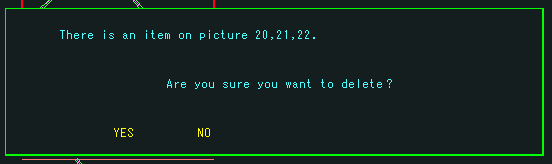 There is an item on picture 20,21,22.
Are you sure you want to delete？
YES NO